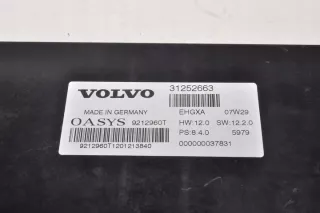 VOLVO 31252663
MADE IN GERMANY EHGXA 07W29
OASYS 9212960T HW:12.0 SW:12.2.0
PS:8.4.0 5979
9212960T1201213840 000000037831